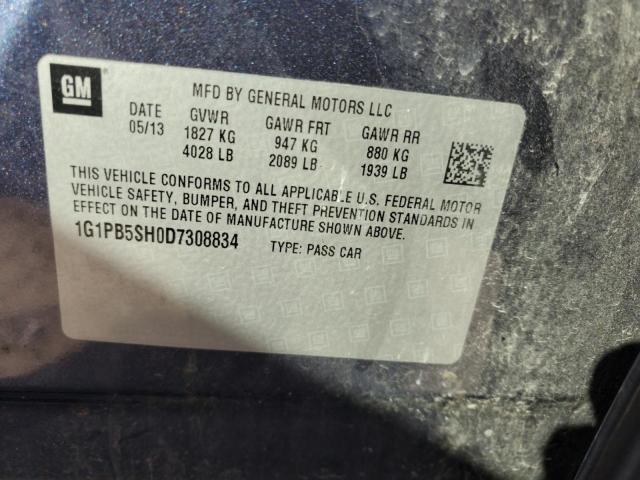 GM
MFD BY GENERAL MOTORS LLC
DATE GVWR GAWR FRT GAWR RR
05/13 1827 KG 947 KG 880 KG
4028 LB 2089 LB 1939 LB
THIS VEHICLE CONFORMS TO ALL APPLICABLE U.S. FEDERAL MOTOR
VEHICLE SAFETY, BUMPER, AND THEFT PREVENTION STANDARDS IN
EFFECT ON THE DATE OF MANUFACTURE SHOWN ABOVE.
1G1PB5SH0D7308834 TYPE: PASS CAR